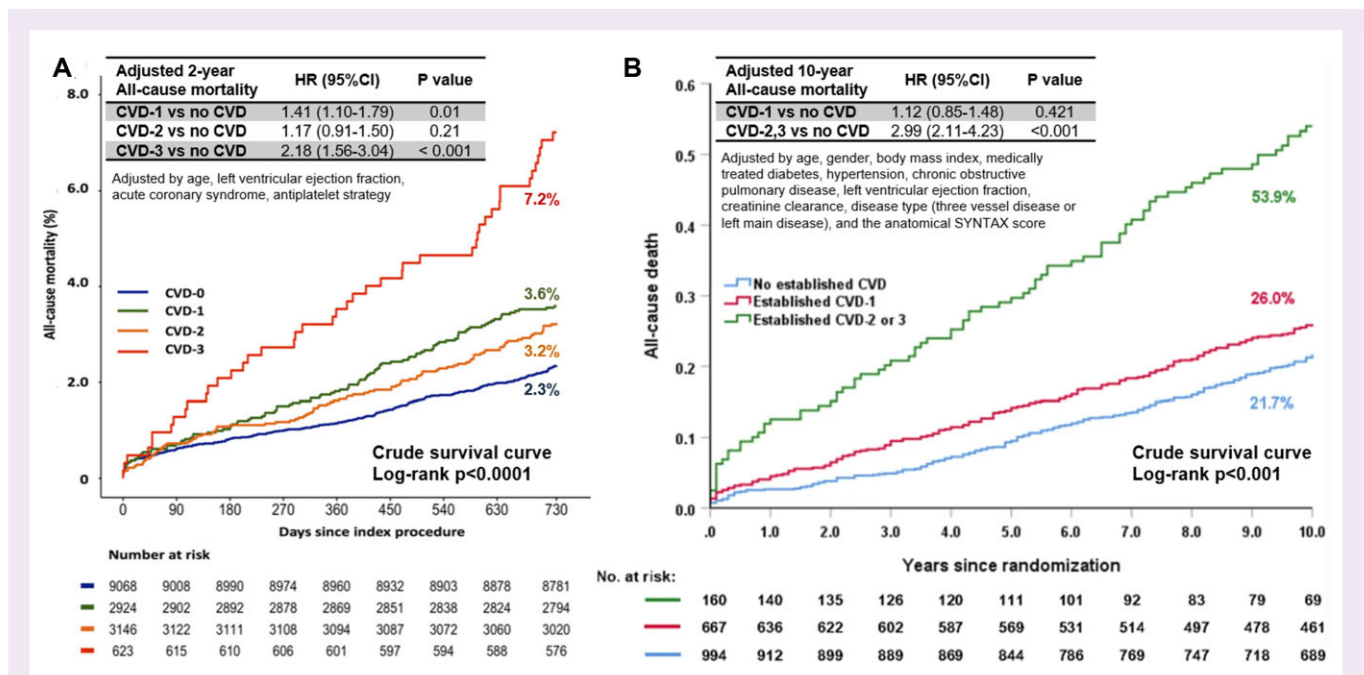 A
Adjusted 2-year HR (95%CI) P value
All-cause mortality
CVD-1 vs no CVD 1.41 (1.10-1.79) 0.01
CVD-2 vs no CVD 1.17 (0.91-1.50) 0.21
CVD-3 vs no CVD 2.18 (1.56-3.04) < 0.001
Adjusted by age, left ventricular ejection fraction,
acute coronary syndrome, antiplatelet strategy
All-cause mortality (%)
8.0
6.0
4.0
2.0
0
7.2%
3.6%
3.2%
2.3%
CVD-0
CVD-1
CVD-2
CVD-3
Crude survival curve
Log-rank p<0.0001
0 90 180 270 360 450 540 630 730
Days since index procedure
Number at risk
9068 9008 8990 8974 8960 8932 8903 8878 8781
2924 2902 2892 2878 2869 2851 2838 2824 2794
3146 3122 3111 3108 3094 3087 3072 3060 3020
623 615 610 606 601 597 594 588 576
B
Adjusted 10-year HR (95%CI) P value
All-cause mortality
CVD-1 vs no CVD 1.12 (0.85-1.48) 0.421
CVD-2,3 vs no CVD 2.99 (2.11-4.23) <0.001
Adjusted by age, gender, body mass index, medically
treated diabetes, hypertension, chronic obstructive
pulmonary disease, left ventricular ejection fraction,
creatinine clearance, disease type (three vessel disease or
left main disease), and the anatomical SYNTAX score
All-cause death
0.6
0.5
0.4
0.3
0.2
0.1
0.0
53.9%
26.0%
21.7%
No established CVD
Established CVD-1
Established CVD-2 or 3
Crude survival curve
Log-rank p<0.001
.0 1.0 2.0 3.0 4.0 5.0 6.0 7.0 8.0 9.0 10.0
Years since randomization
No. at risk:
160 140 135 126 120 111 101 92 83 79 69
667 636 622 602 587 569 531 514 497 478 461
994 912 899 889 869 844 786 769 747 718 689